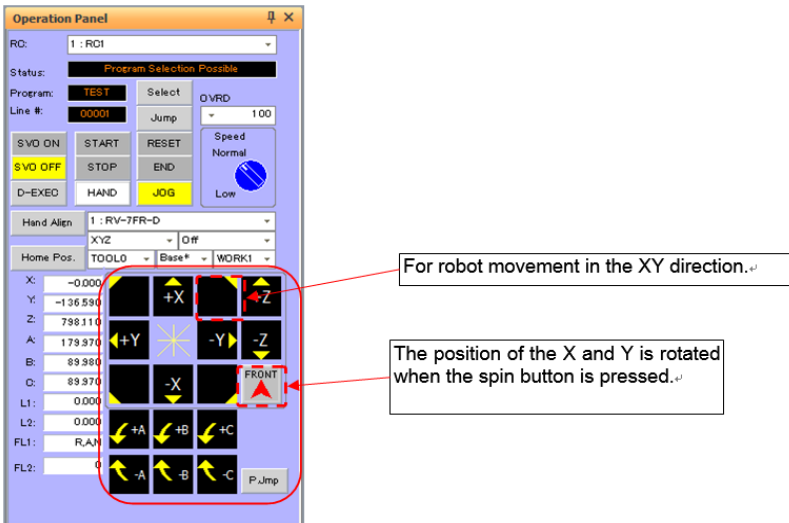 Operation Panel
RC: 1 : RC1
Status: Program Selection Possible
Program: TEST Select OVRD
Line #: 00001 Jump 100
SVO ON START RESET Speed
Normal
SVO OFF STOP END
D-EXEC HAND JOG Low
Hand Align 1 : RV-7FR-D
XYZ Off
Home Pos. TOOL0 Base* WORK1
X: -0.000 +X +Z
Y: -136.590
Z: 798.110
A: 179.970 +Y -Y -Z
B: 89.980
C: 89.970 -X FRONT
L1: 0.000
L2: 0.000 +A +B +C
FL1: R,A,N
FL2: 0 -A -B -C P.Jmp
For robot movement in the XY direction.
The position of the X and Y is rotated
when the spin button is pressed.